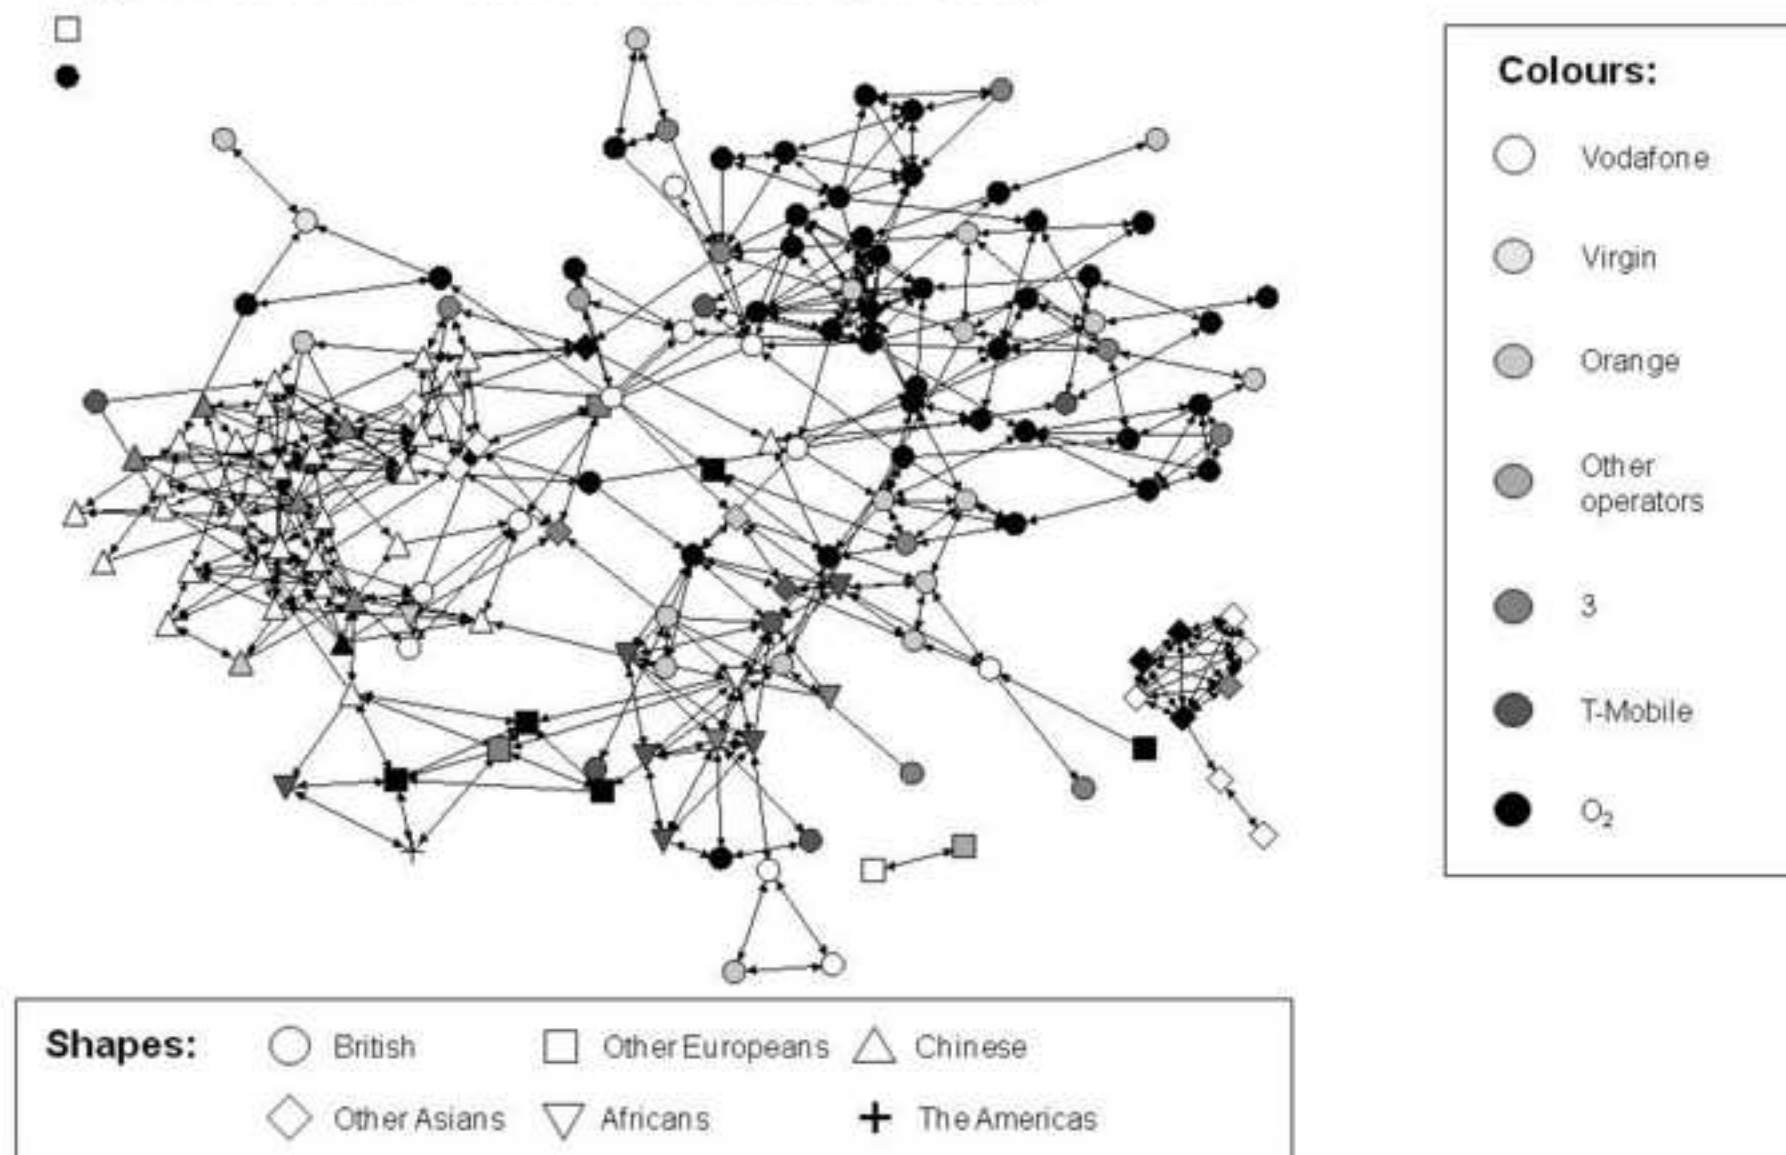 Colours:
Vodafone
Virgin
Orange
Other
operators
3
T-Mobile
O₂
Shapes:
British
Other Europeans
Chinese
Other Asians
Africans
The Americas